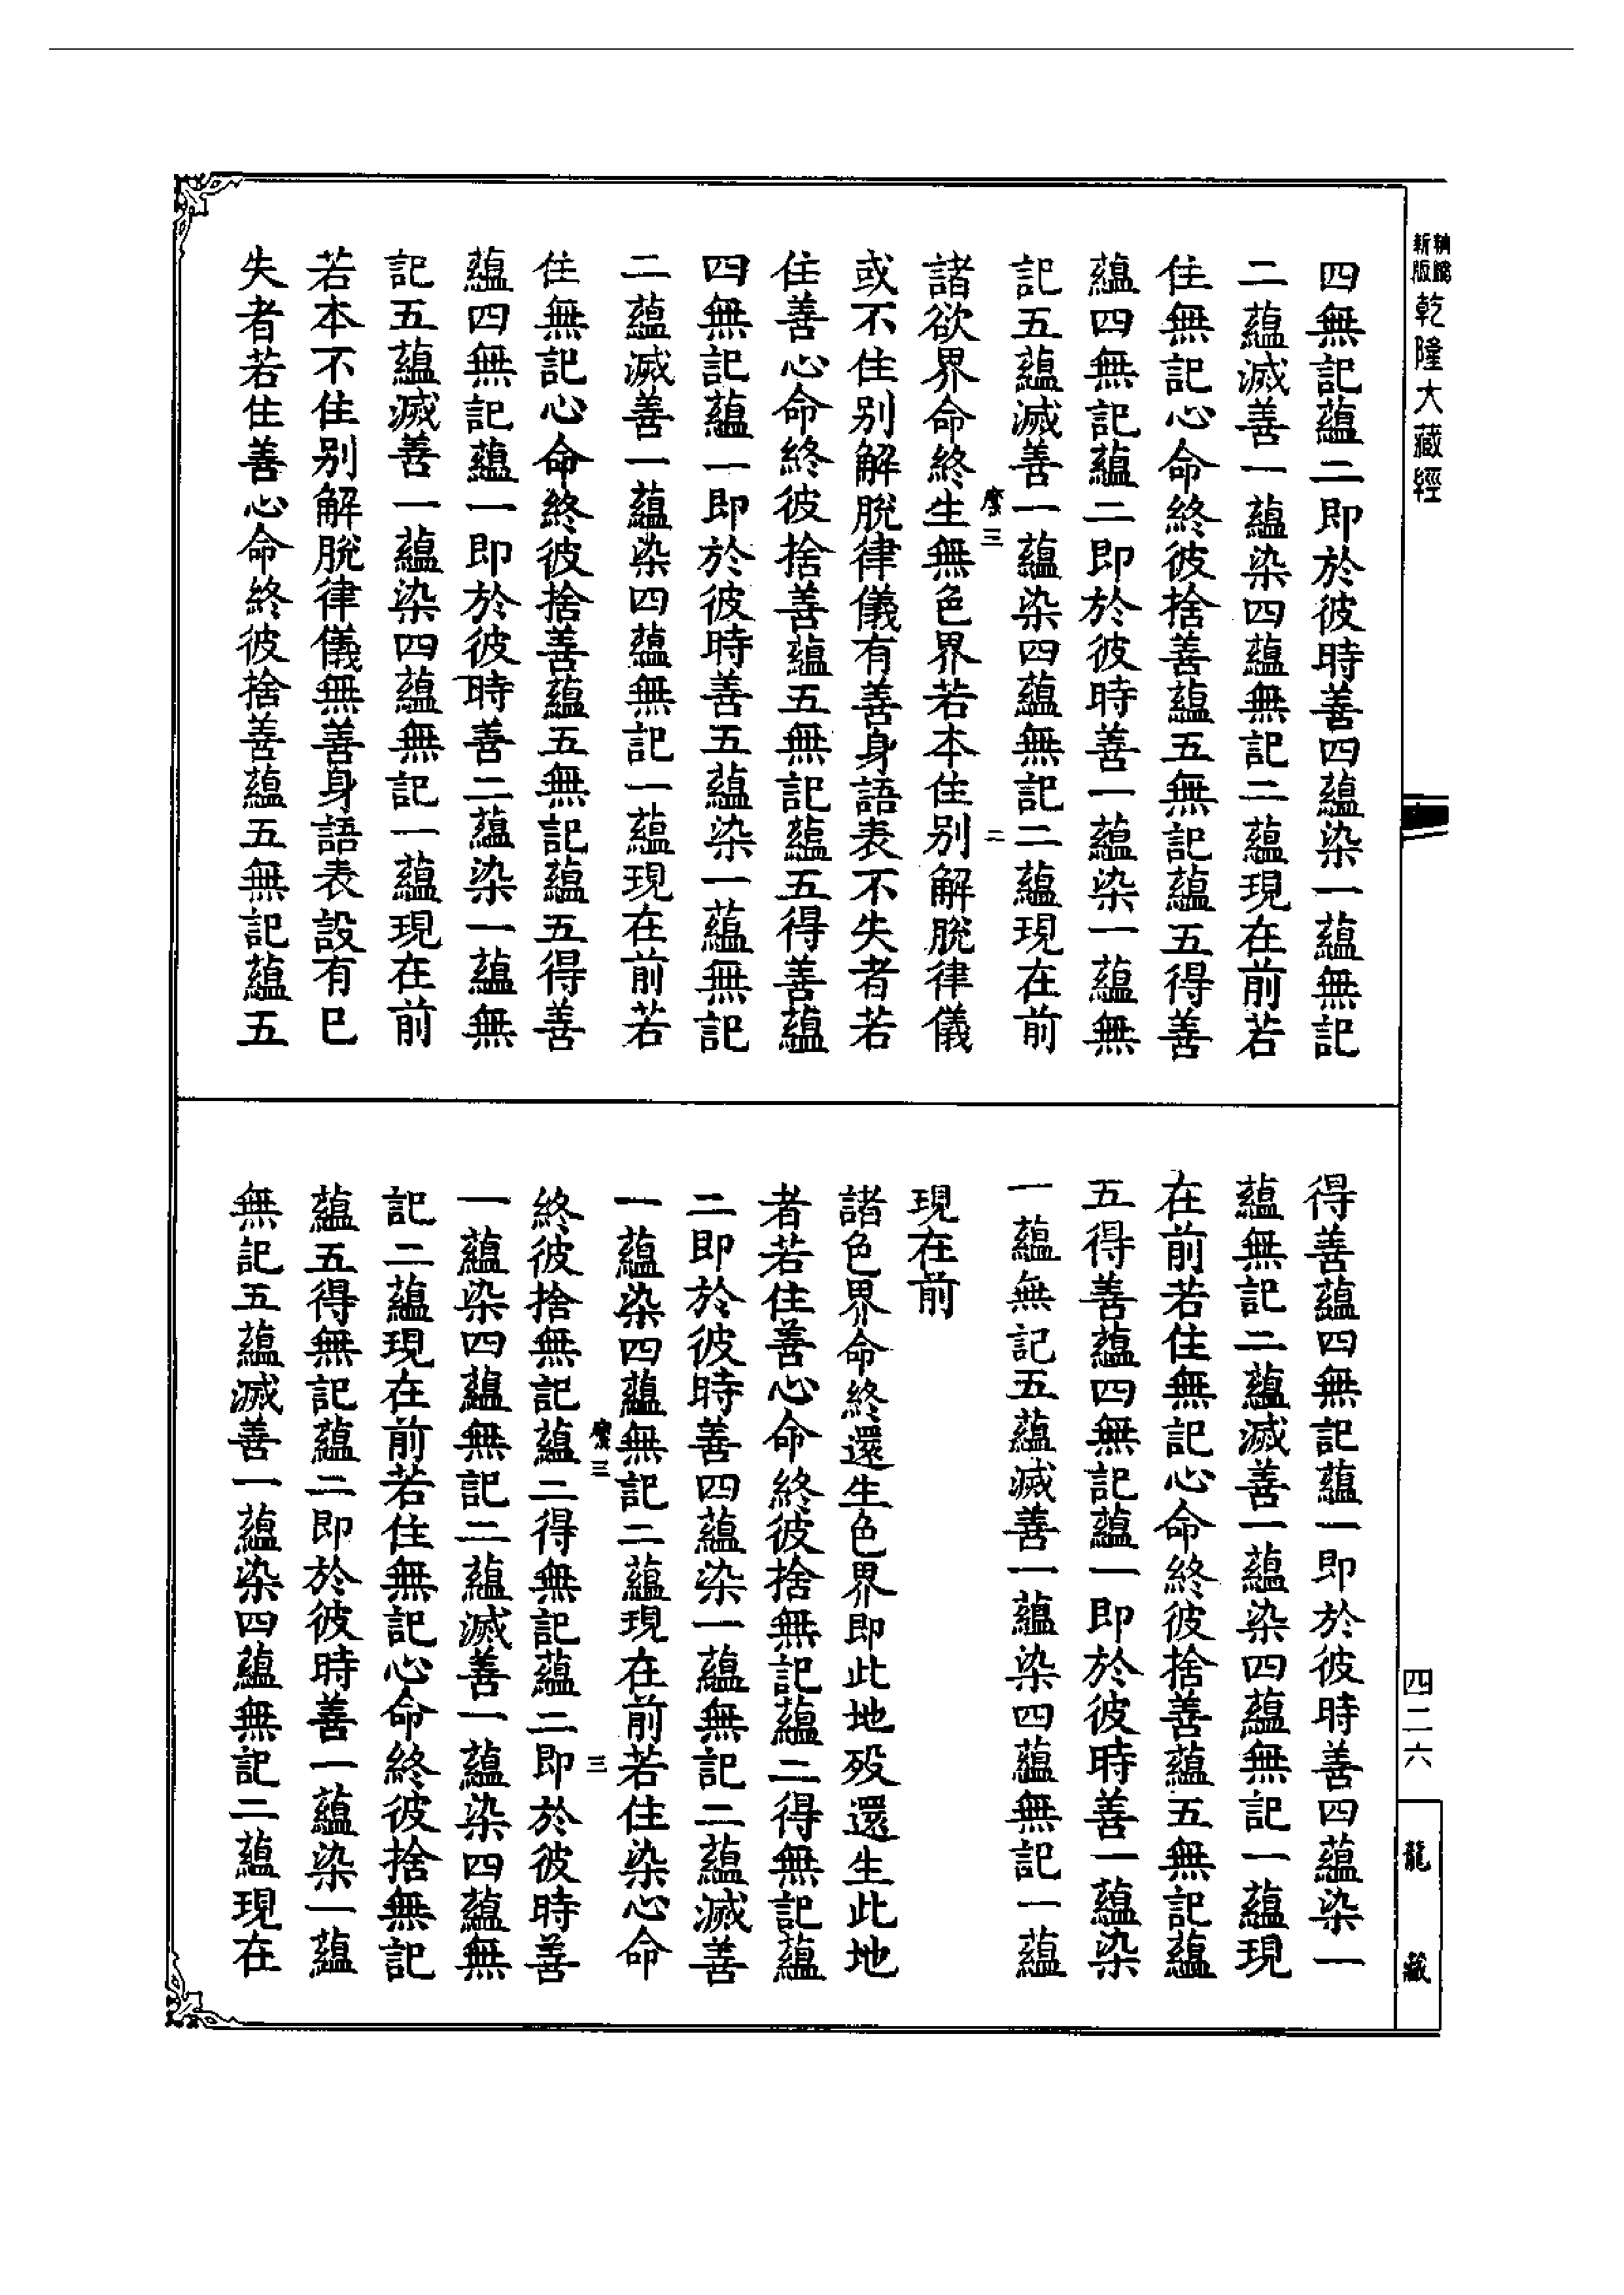 新版精縮乾隆大藏經
四無記蘊二即於彼時善四蘊染一蘊無記
二蘊滅善一蘊染四蘊無記二蘊現在前若
住無記心命終彼捨善蘊五無記蘊五得善
蘊四無記蘊二即於彼時善一蘊染一蘊無
記五蘊滅善一蘊染四蘊無記二蘊現在前
諸欲界命終生無色界若本住別解脫律儀
或不住別解脫律儀有善身語表不失者若
住善心命終彼捨善蘊五無記蘊五得善蘊
四無記蘊一即於彼時善五蘊染一蘊無記
二蘊滅善一蘊染四蘊無記一蘊現在前若
住無記心命終彼捨善蘊五無記蘊五得善
蘊四無記蘊一即於彼時善二蘊染一蘊無
記五蘊滅善一蘊染四蘊無記一蘊現在前
若本不住別解脫律儀無善身語表設有已
失者若住善心命終彼捨善蘊五無記蘊五
得善蘊四無記蘊一即於彼時善四蘊染一
蘊無記二蘊滅善一蘊染四蘊無記一蘊現
在前若住無記心命終彼捨善蘊五無記蘊
五得善蘊四無記蘊一即於彼時善一蘊染
一蘊無記五蘊滅善一蘊染四蘊無記一蘊
現在前
諸色界命終還生色界即此地歿還生此地
者若住善心命終彼捨無記蘊二得無記蘊
二即於彼時善四蘊染一蘊無記二蘊滅善
一蘊染四蘊無記二蘊現在前若住染心命
終彼捨無記蘊二得無記蘊二即於彼時善
一蘊染四蘊無記二蘊滅善一蘊染四蘊無
記二蘊現在前若住無記心命終彼捨無記
蘊五得無記蘊二即於彼時善一蘊染一蘊
無記五蘊滅善一蘊染四蘊無記二蘊現在
四二六
龍藏